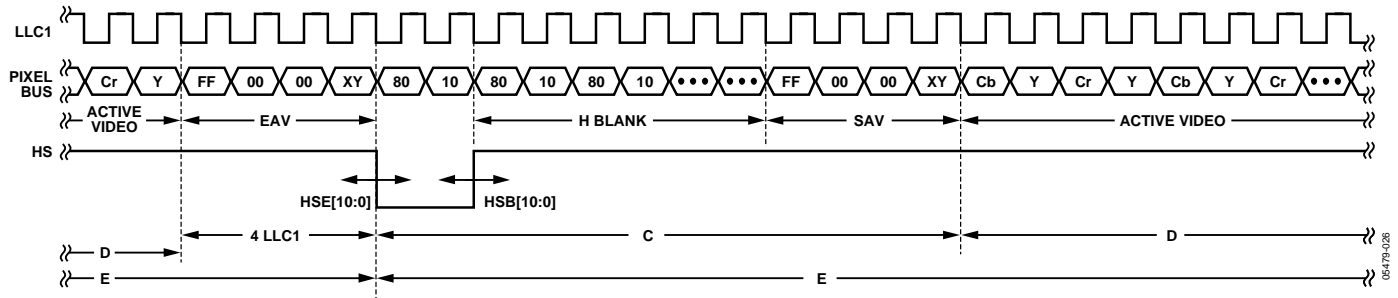 LLC1
PIXEL
BUS
Cr Y FF 00 00 XY 80 10 80 10 80 10 ••• ••• FF 00 00 XY Cb Y Cr Y Cb Y Cr •••
ACTIVE
VIDEO
EAV
H BLANK
SAV
ACTIVE VIDEO
HS
HSE[10:0]
HSB[10:0]
4 LLC1
C
D
D
E
E
05479-026